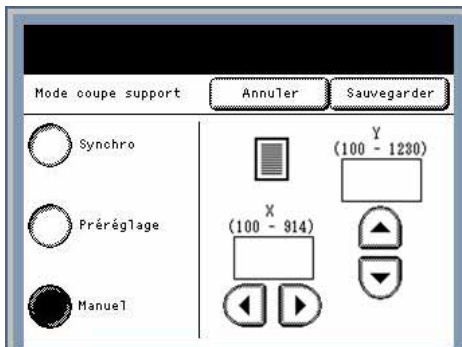 Mode coupe support
Annuler
Sauvegarder
Synchro
Préréglage
Manuel
X
(100 - 914)
Y
(100 - 1230)